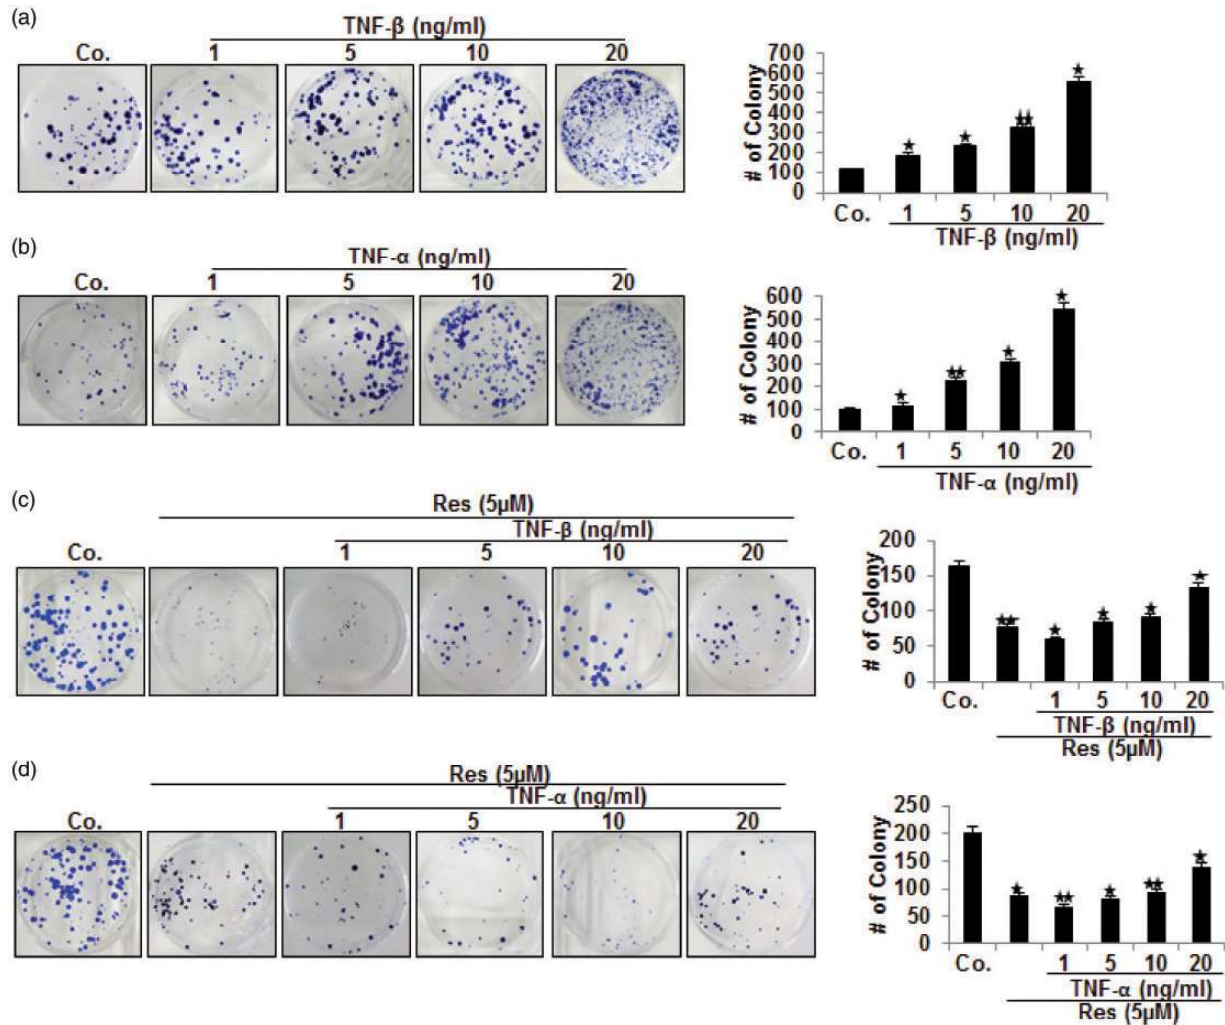 (a)
TNF-β (ng/ml)
Co. 1 5 10 20
# of Colony
700
600
500
400
300
200
100
0
Co. 1 5 10 20
TNF-β (ng/ml)
(b)
TNF-α (ng/ml)
Co. 1 5 10 20
# of Colony
600
500
400
300
200
100
0
Co. 1 5 10 20
TNF-α (ng/ml)
(c)
Res (5µM)
TNF-β (ng/ml)
Co. 1 5 10 20
# of Colony
200
150
100
50
0
Co. 1 5 10 20
TNF-β (ng/ml)
Res (5µM)
(d)
Res (5µM)
TNF-α (ng/ml)
Co. 1 5 10 20
# of Colony
250
200
150
100
50
0
Co. 1 5 10 20
TNF-α (ng/ml)
Res (5µM)